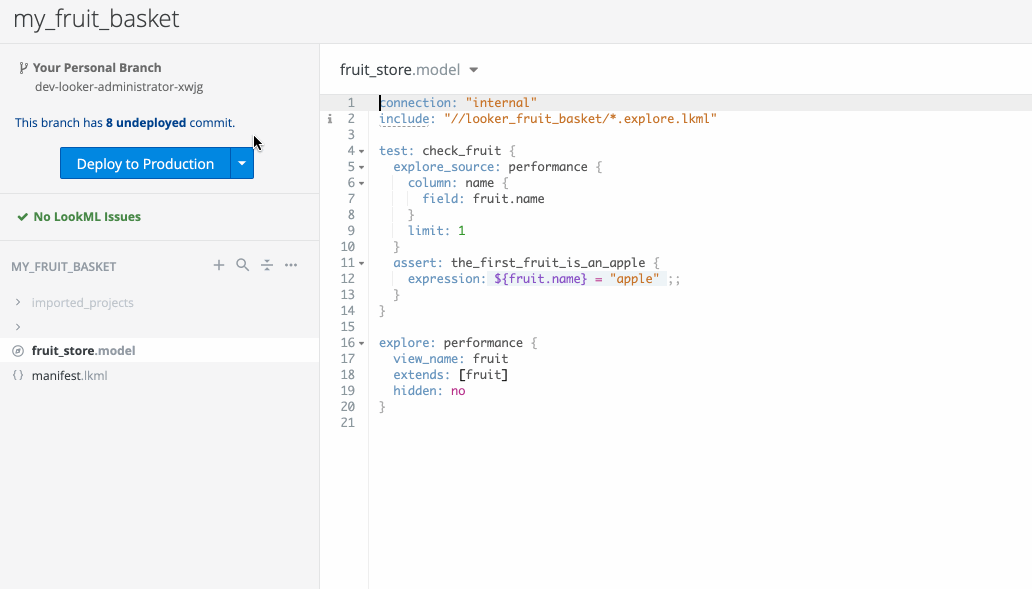 my_fruit_basket
Your Personal Branch
dev-looker-administrator-xwjg
This branch has 8 undeployed commit.
Deploy to Production
No LookML Issues
MY_FRUIT_BASKET
imported_projects
fruit_store.model
manifest.lkml
fruit_store.model
1 connection: "internal"
i 2 include: "//looker_fruit_basket/*.explore.lkml"
3
4 test: check_fruit {
5 explore_source: performance {
6 column: name {
7 field: fruit.name
8 }
9 limit: 1
10 }
11 assert: the_first_fruit_is_an_apple {
12 expression: ${fruit.name} = "apple" ;;
13 }
14 }
15
16 explore: performance {
17 view_name: fruit
18 extends: [fruit]
19 hidden: no
20 }
21